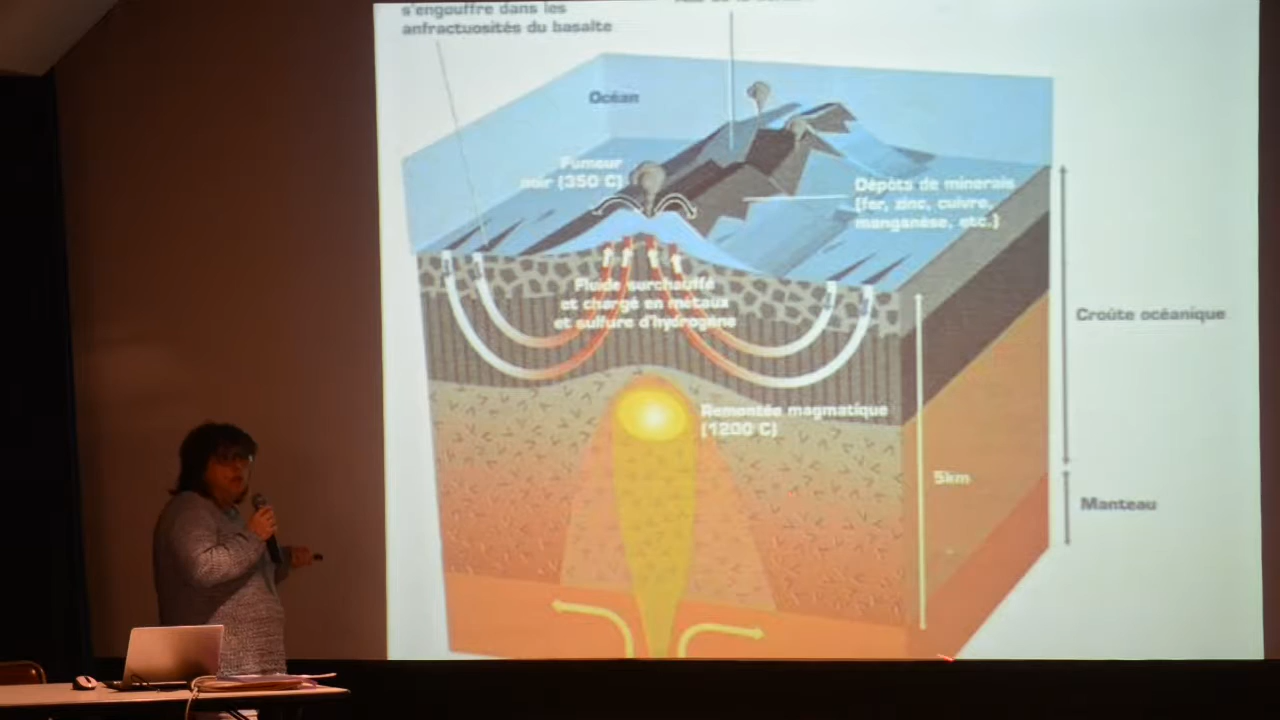 s'engouffre dans les
anfractuosités du basalte
Océan
Fumeur
noir (350 C)
Dépôts de minerais
(fer, zinc, cuivre,
manganèse, etc.)
Fluide surchauffé
et chargé en métaux
et sulfure d'hydrogène
Croûte océanique
Remontée magmatique
(1200 C)
5km
Manteau